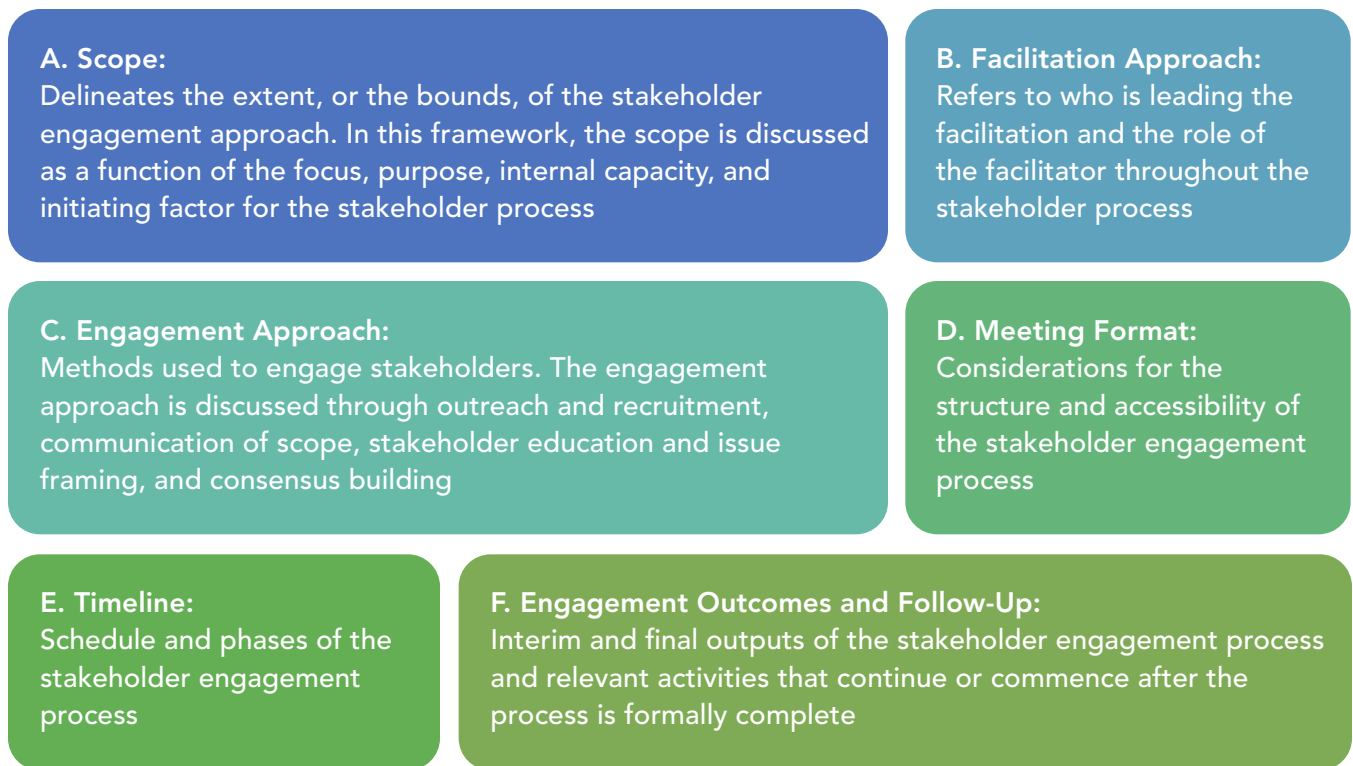 A. Scope:
Delineates the extent, or the bounds, of the stakeholder
engagement approach. In this framework, the scope is discussed
as a function of the focus, purpose, internal capacity, and
initiating factor for the stakeholder process
B. Facilitation Approach:
Refers to who is leading the
facilitation and the role of
the facilitator throughout the
stakeholder process
C. Engagement Approach:
Methods used to engage stakeholders. The engagement
approach is discussed through outreach and recruitment,
communication of scope, stakeholder education and issue
framing, and consensus building
D. Meeting Format:
Considerations for the
structure and accessibility of
the stakeholder engagement
process
E. Timeline:
Schedule and phases of the
stakeholder engagement
process
F. Engagement Outcomes and Follow-Up:
Interim and final outputs of the stakeholder engagement process
and relevant activities that continue or commence after the
process is formally complete